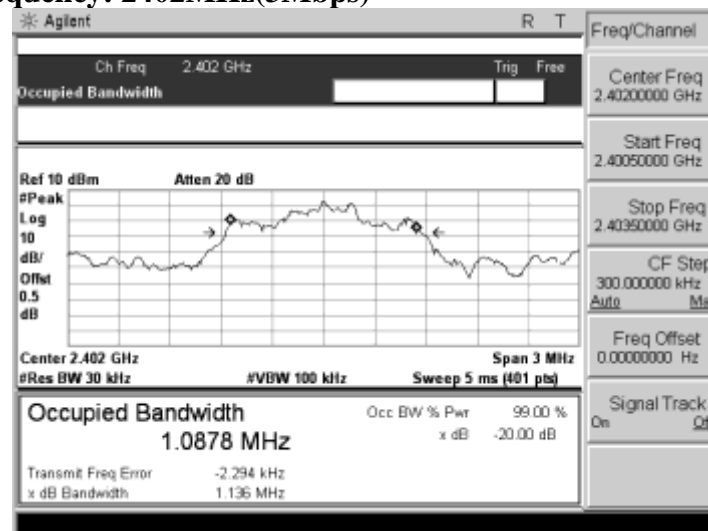 equency: 2402MHz(3Mbps)
Agilent R T
Ch Freq 2.402 GHz Trig Free
Occupied Bandwidth
Ref 10 dBm Atten 20 dB
#Peak
Log
10
dB/
Offst
0.5
dB
Center 2.402 GHz Span 3 MHz
#Res BW 30 kHz #VBW 100 kHz Sweep 5 ms (401 pts)
Occupied Bandwidth Occ BW % Pwr 99.00 %
1.0878 MHz x dB -20.00 dB
Transmit Freq Error -2.294 kHz
x dB Bandwidth 1.136 MHz
Freq/Channel
Center Freq
2.40200000 GHz
Start Freq
2.40050000 GHz
Stop Freq
2.40350000 GHz
CF Step
300.000000 kHz
Auto Ma
Freq Offset
0.00000000 Hz
Signal Track
On Of